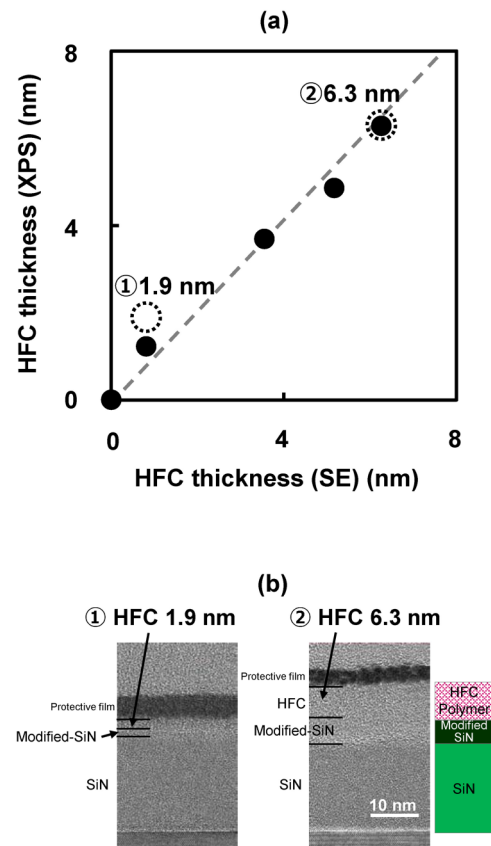 (a)
HFC thickness (XPS) (nm)
8
4
0
②6.3 nm
①1.9 nm
0
4
8
HFC thickness (SE) (nm)
(b)
① HFC 1.9 nm
② HFC 6.3 nm
Protective film
Modified-SiN
SiN
Protective film
HFC
Modified-SiN
SiN
10 nm
HFC
Polymer
Modified
SiN
SiN